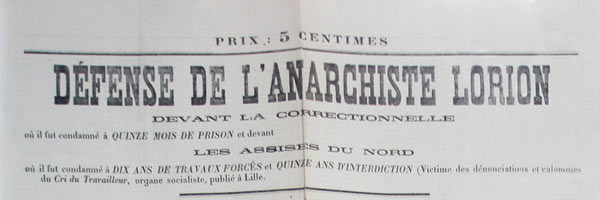 PRIX : 5 CENTIMES
DÉFENSE DE L'ANARCHISTE LORION
DEVANT LA CORRECTIONNELLE
où il fut condamné à QUINZE MOIS DE PRISON et devant
LES ASSISES DU NORD
où il fut condamné à DIX ANS DE TRAVAUX FORCÉS et QUINZE ANS D'INTERDICTION (Victime des dénonciations et calomnies
du Cri du Travailleur, organe socialiste, publié à Lille.